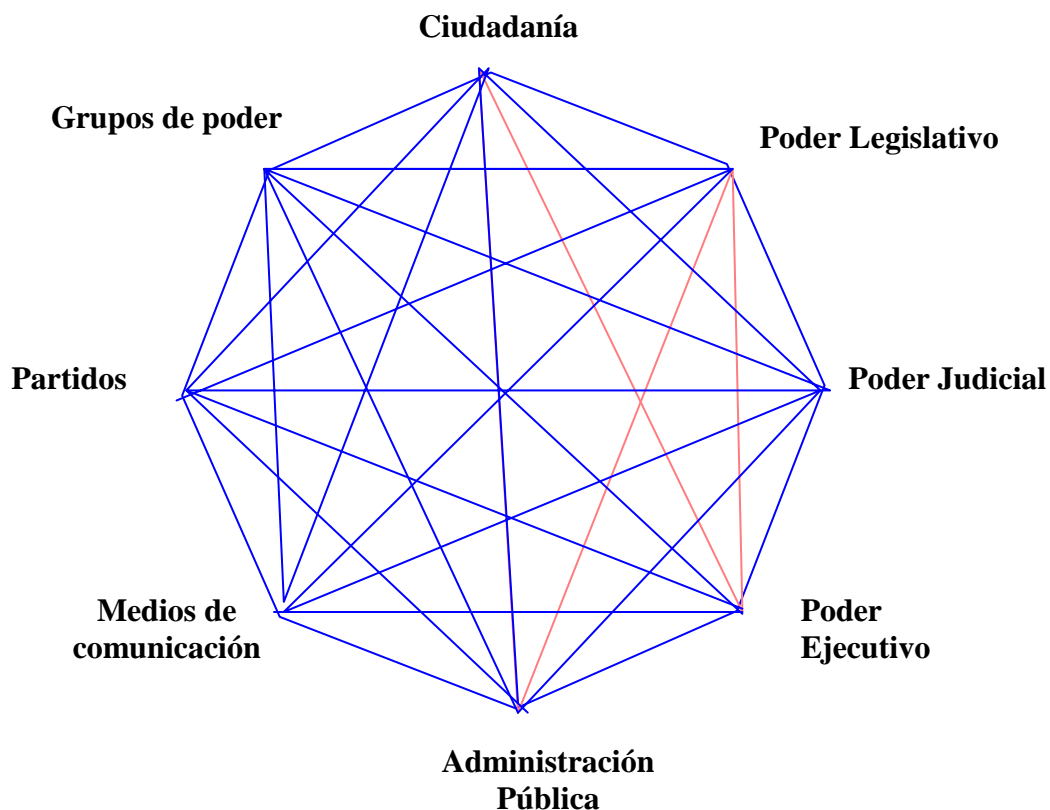 Ciudadanía
Grupos de poder
Poder Legislativo
Partidos
Poder Judicial
Medios de
comunicación
Poder
Ejecutivo
Administración
Pública